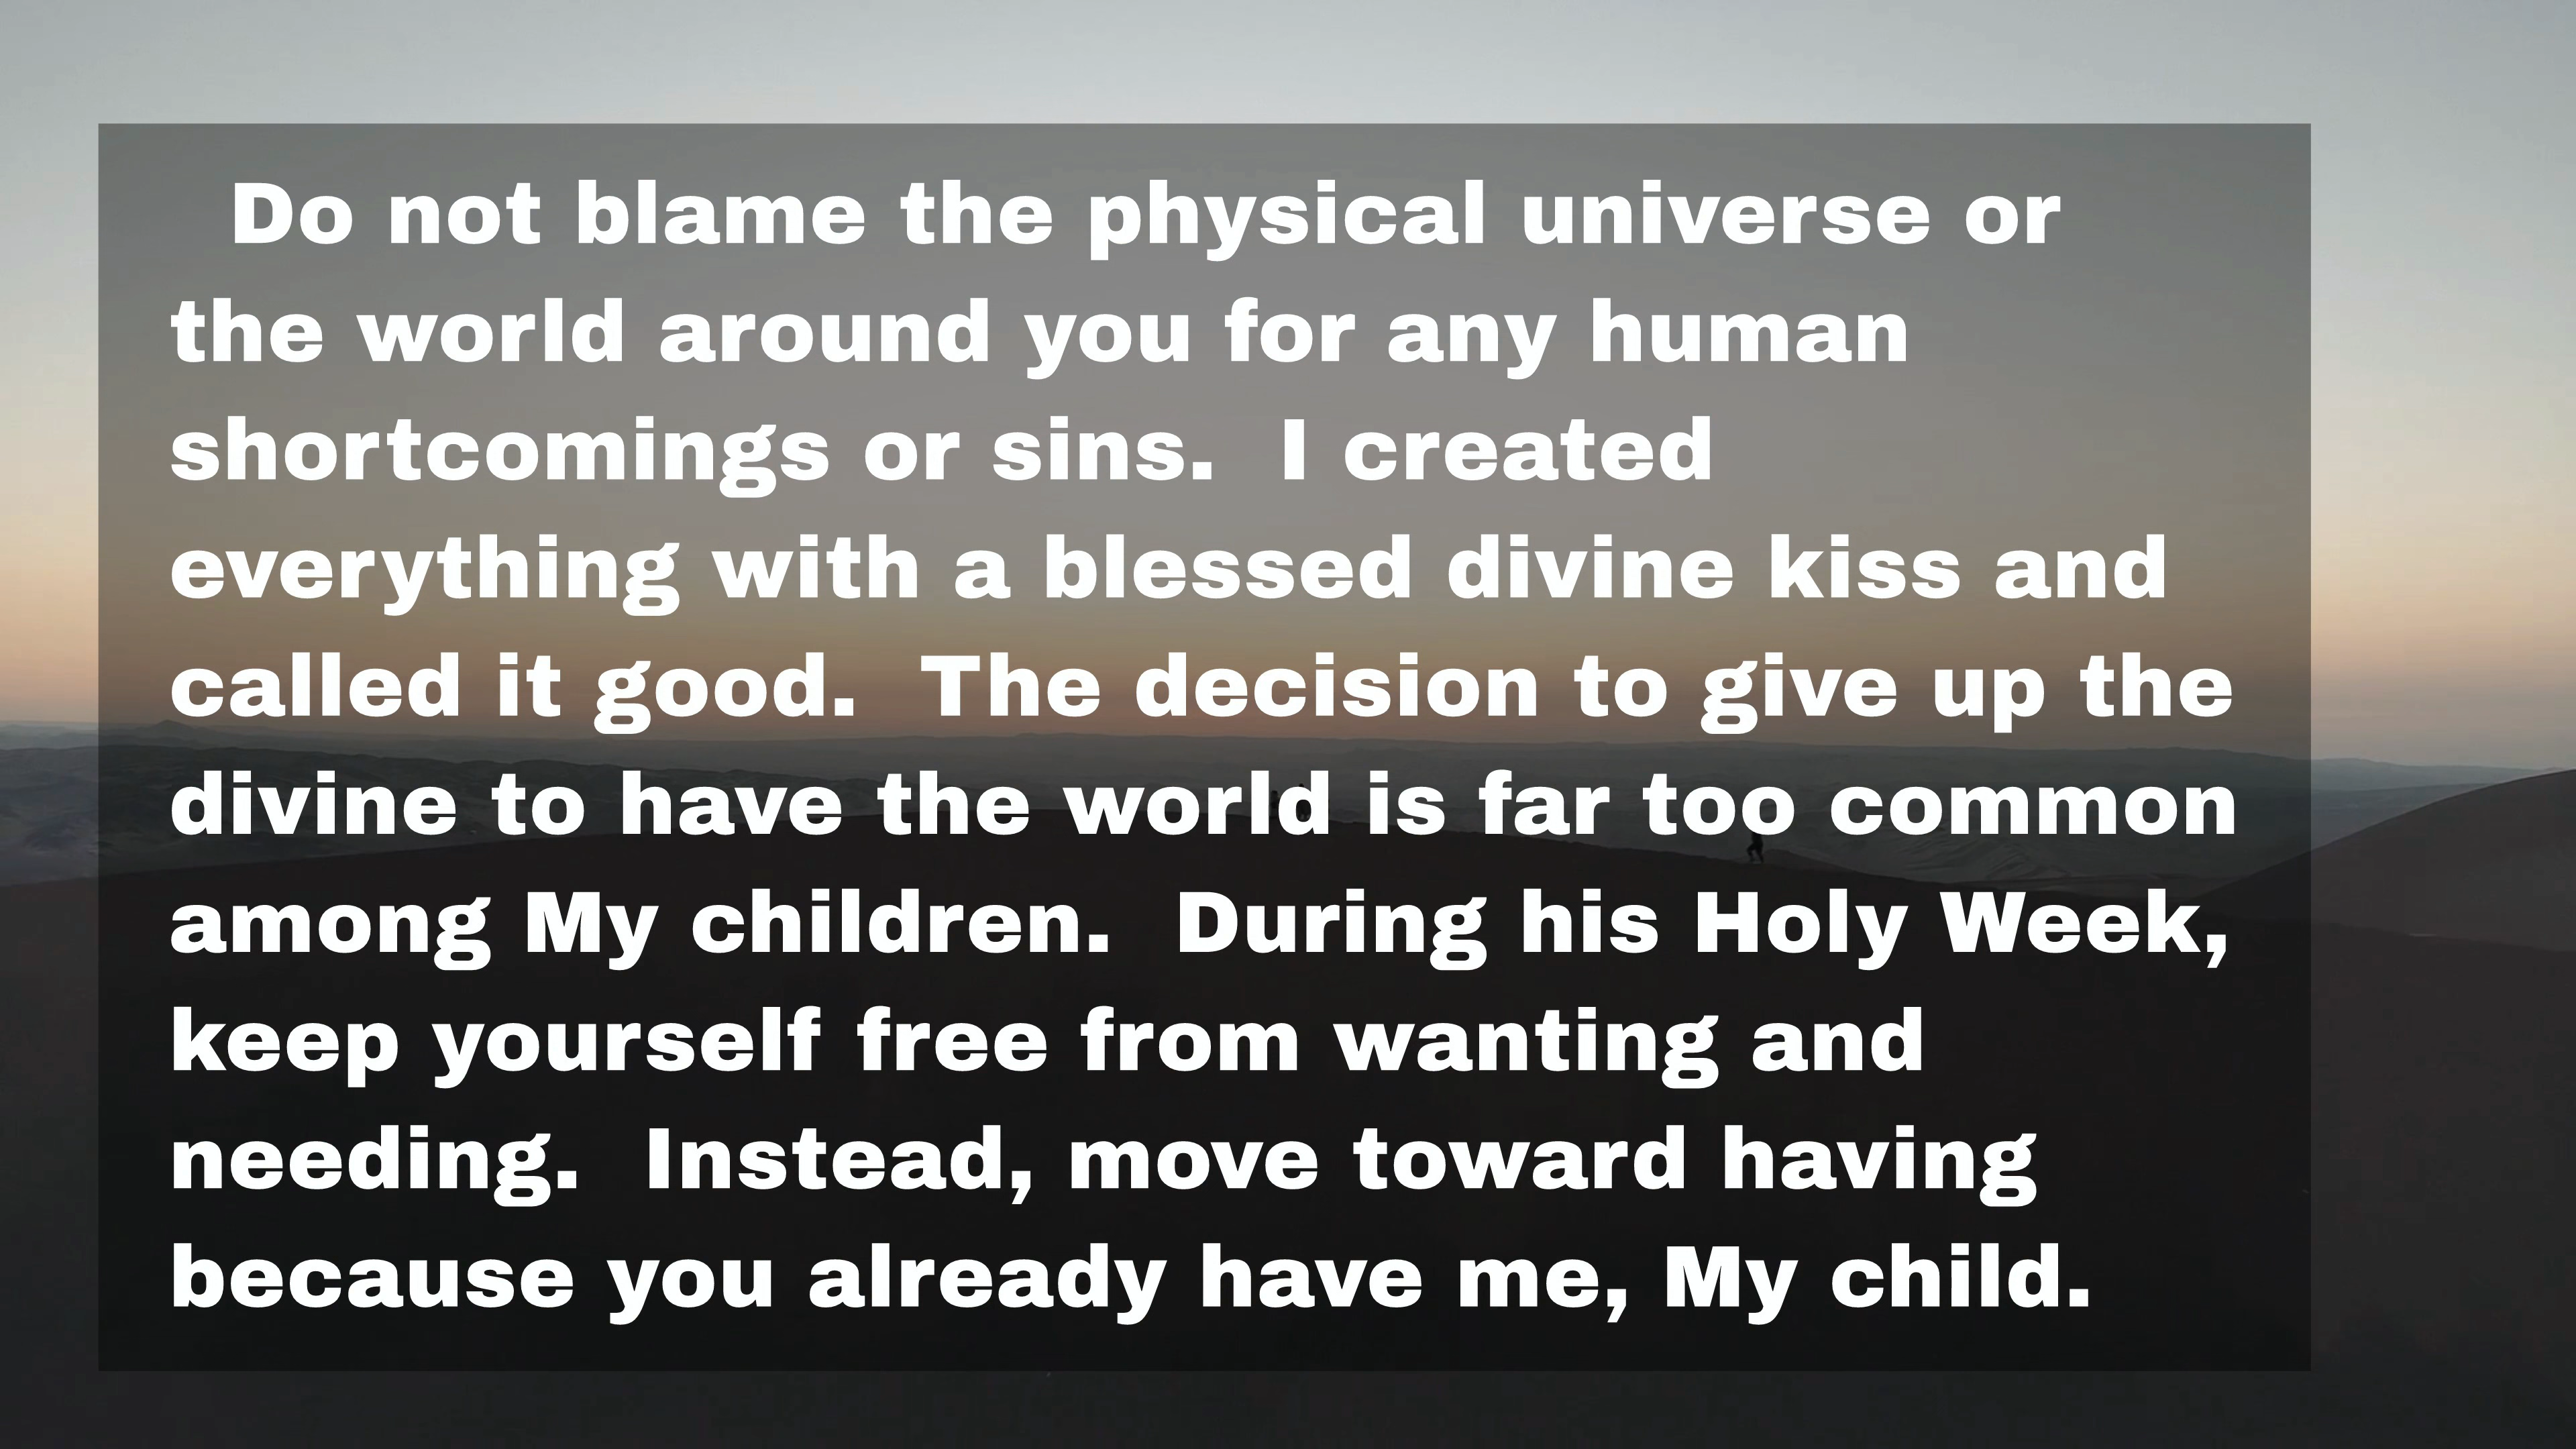 Do not blame the physical universe or
the world around you for any human
shortcomings or sins.  I created
everything with a blessed divine kiss and
called it good.  The decision to give up the
divine to have the world is far too common
among My children.  During his Holy Week,
keep yourself free from wanting and
needing.  Instead, move toward having
because you already have me, My child.